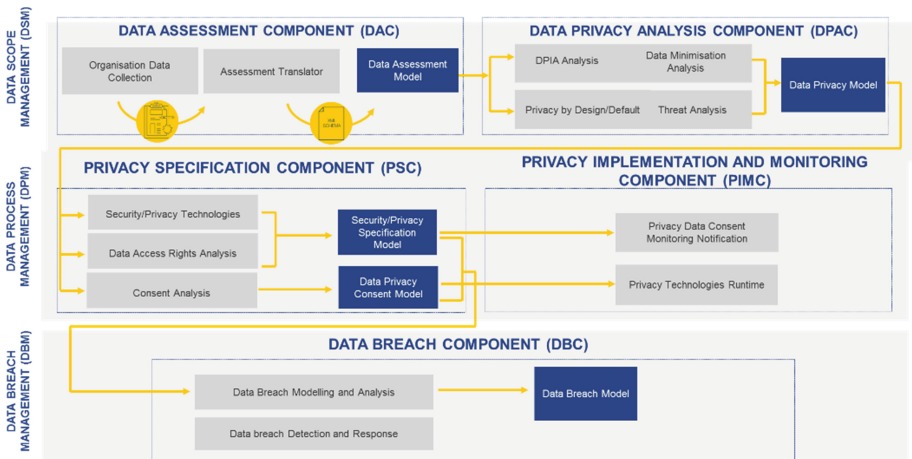 DATA SCOPE
MANAGEMENT (DSM)
DATA ASSESSMENT COMPONENT (DAC)
Organisation Data
Collection
Assessment Translator
XML
SCHEMA
Data Assessment
Model
DATA PRIVACY ANALYSIS COMPONENT (DPAC)
DPIA Analysis
Data Minimisation
Analysis
Privacy by Design/Default
Threat Analysis
Data Privacy Model
DATA PROCESS
MANAGEMENT (DPM)
PRIVACY SPECIFICATION COMPONENT (PSC)
Security/Privacy Technologies
Data Access Rights Analysis
Consent Analysis
Security/Privacy
Specification
Model
Data Privacy
Consent Model
PRIVACY IMPLEMENTATION AND MONITORING
COMPONENT (PIMC)
Privacy Data Consent
Monitoring Notification
Privacy Technologies Runtime
DATA BREACH
MANAGEMENT (DBM)
DATA BREACH COMPONENT (DBC)
Data Breach Modelling and Analysis
Data breach Detection and Response
Data Breach Model